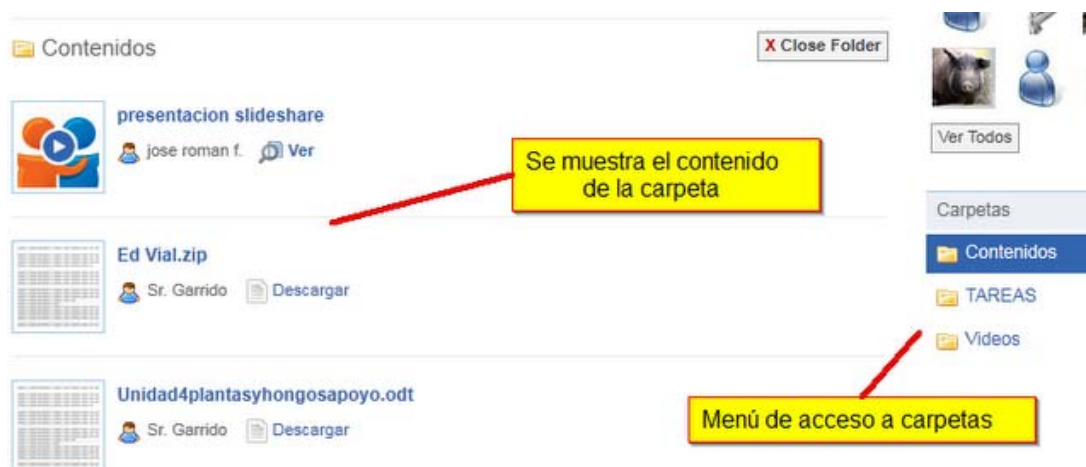 Contenidos
X Close Folder
presentacion slideshare
jose roman f. Ver
Se muestra el contenido
de la carpeta
Ed Vial.zip
Sr. Garrido Descargar
Unidad4plantasyhongosapoyo.odt
Sr. Garrido Descargar
Ver Todos
Carpetas
Contenidos
TAREAS
Videos
Menú de acceso a carpetas